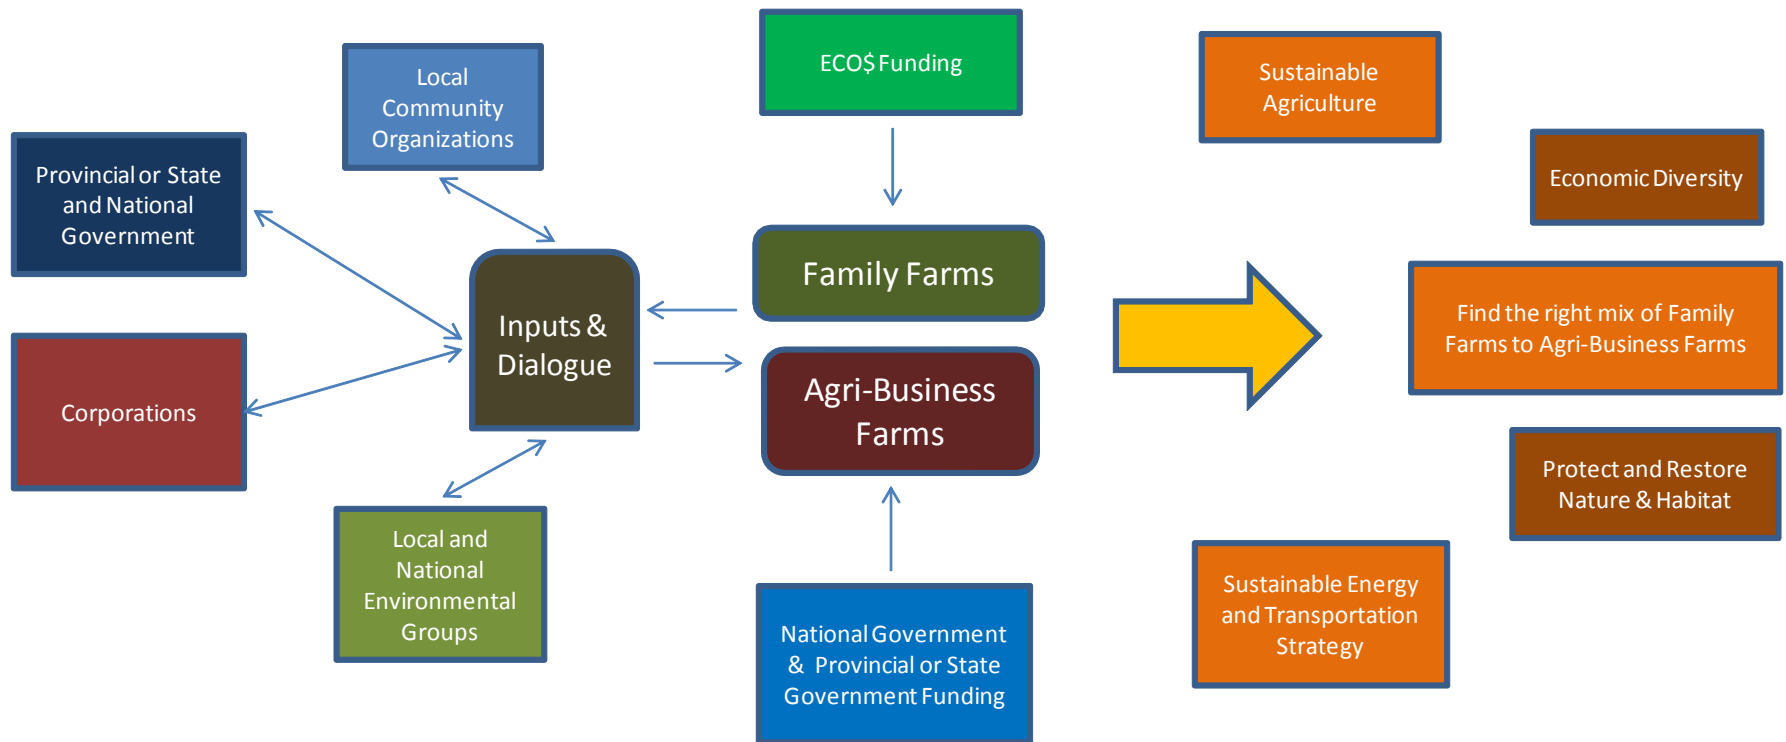 Local
Community
Organizations
Provincial or State
and National
Government
Corporations
Local and
National
Environmental
Groups
Inputs &
Dialogue
ECO$ Funding
Family Farms
Agri-Business
Farms
National Government
& Provincial or State
Government Funding
Sustainable
Agriculture
Economic Diversity
Find the right mix of Family
Farms to Agri-Business Farms
Protect and Restore
Nature & Habitat
Sustainable Energy
and Transportation
Strategy